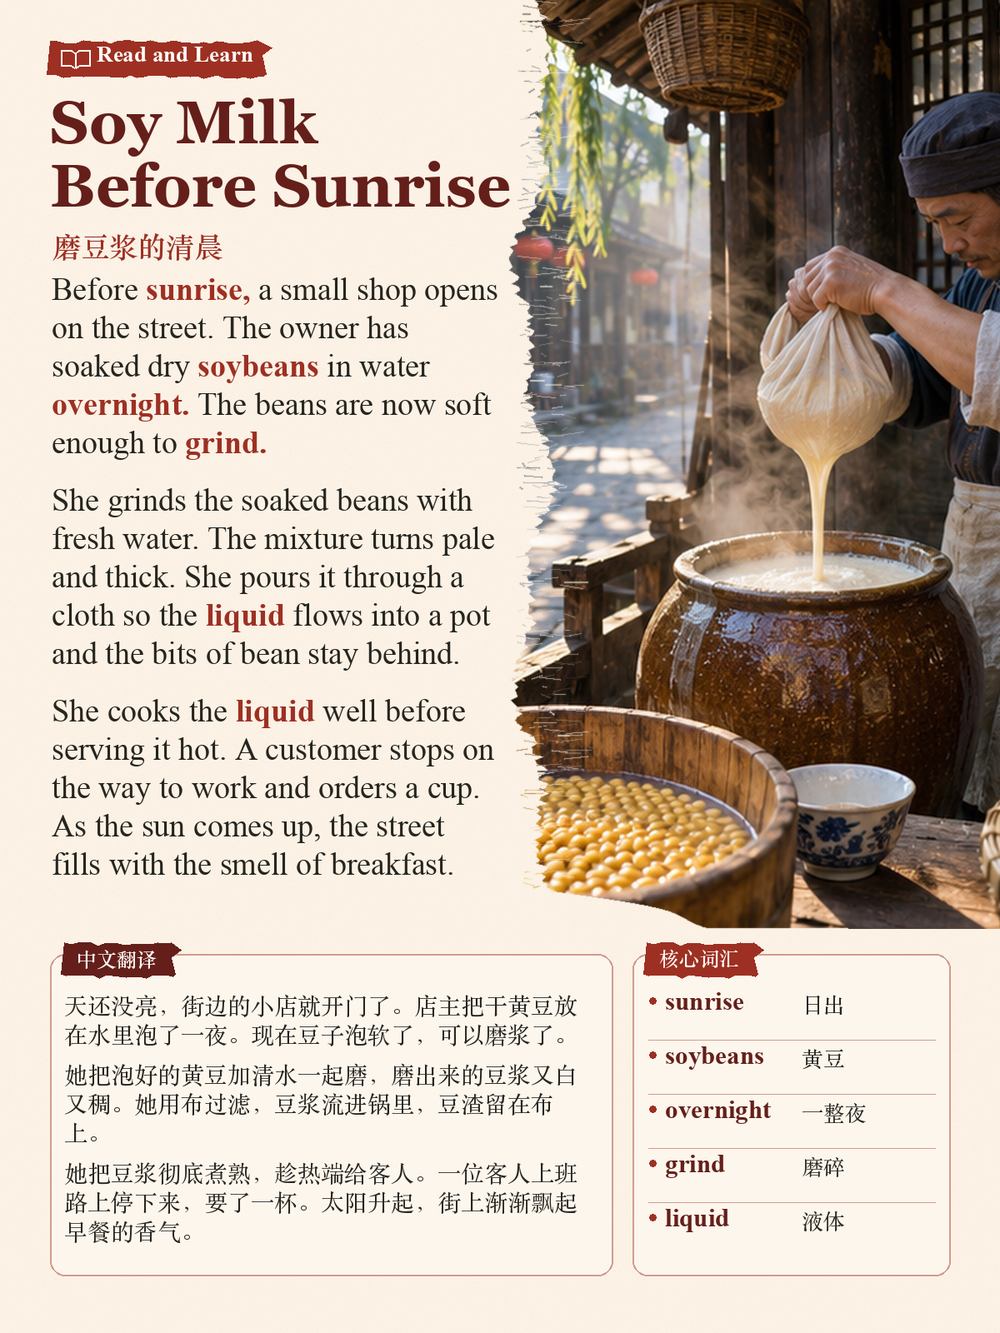 Read and Learn
Soy Milk
Before Sunrise
磨豆浆的清晨
Before sunrise, a small shop opens
on the street. The owner has
soaked dry soybeans in water
overnight. The beans are now soft
enough to grind.
She grinds the soaked beans with
fresh water. The mixture turns pale
and thick. She pours it through a
cloth so the liquid flows into a pot
and the bits of bean stay behind.
She cooks the liquid well before
serving it hot. A customer stops on
the way to work and orders a cup.
As the sun comes up, the street
fills with the smell of breakfast.
中文翻译
天还没亮，街边的小店就开门了。店主把干黄豆放
在水里泡了一夜。现在豆子泡软了，可以磨浆了。
她把泡好的黄豆加清水一起磨，磨出来的豆浆又白
又稠。她用布过滤，豆浆流进锅里，豆渣留在布
上。
她把豆浆彻底煮熟，趁热端给客人。一位客人上班
路上停下来，要了一杯。太阳升起，街上渐渐飘起
早餐的香气。
核心词汇
• sunrise 日出
• soybeans 黄豆
• overnight 一整夜
• grind 磨碎
• liquid 液体